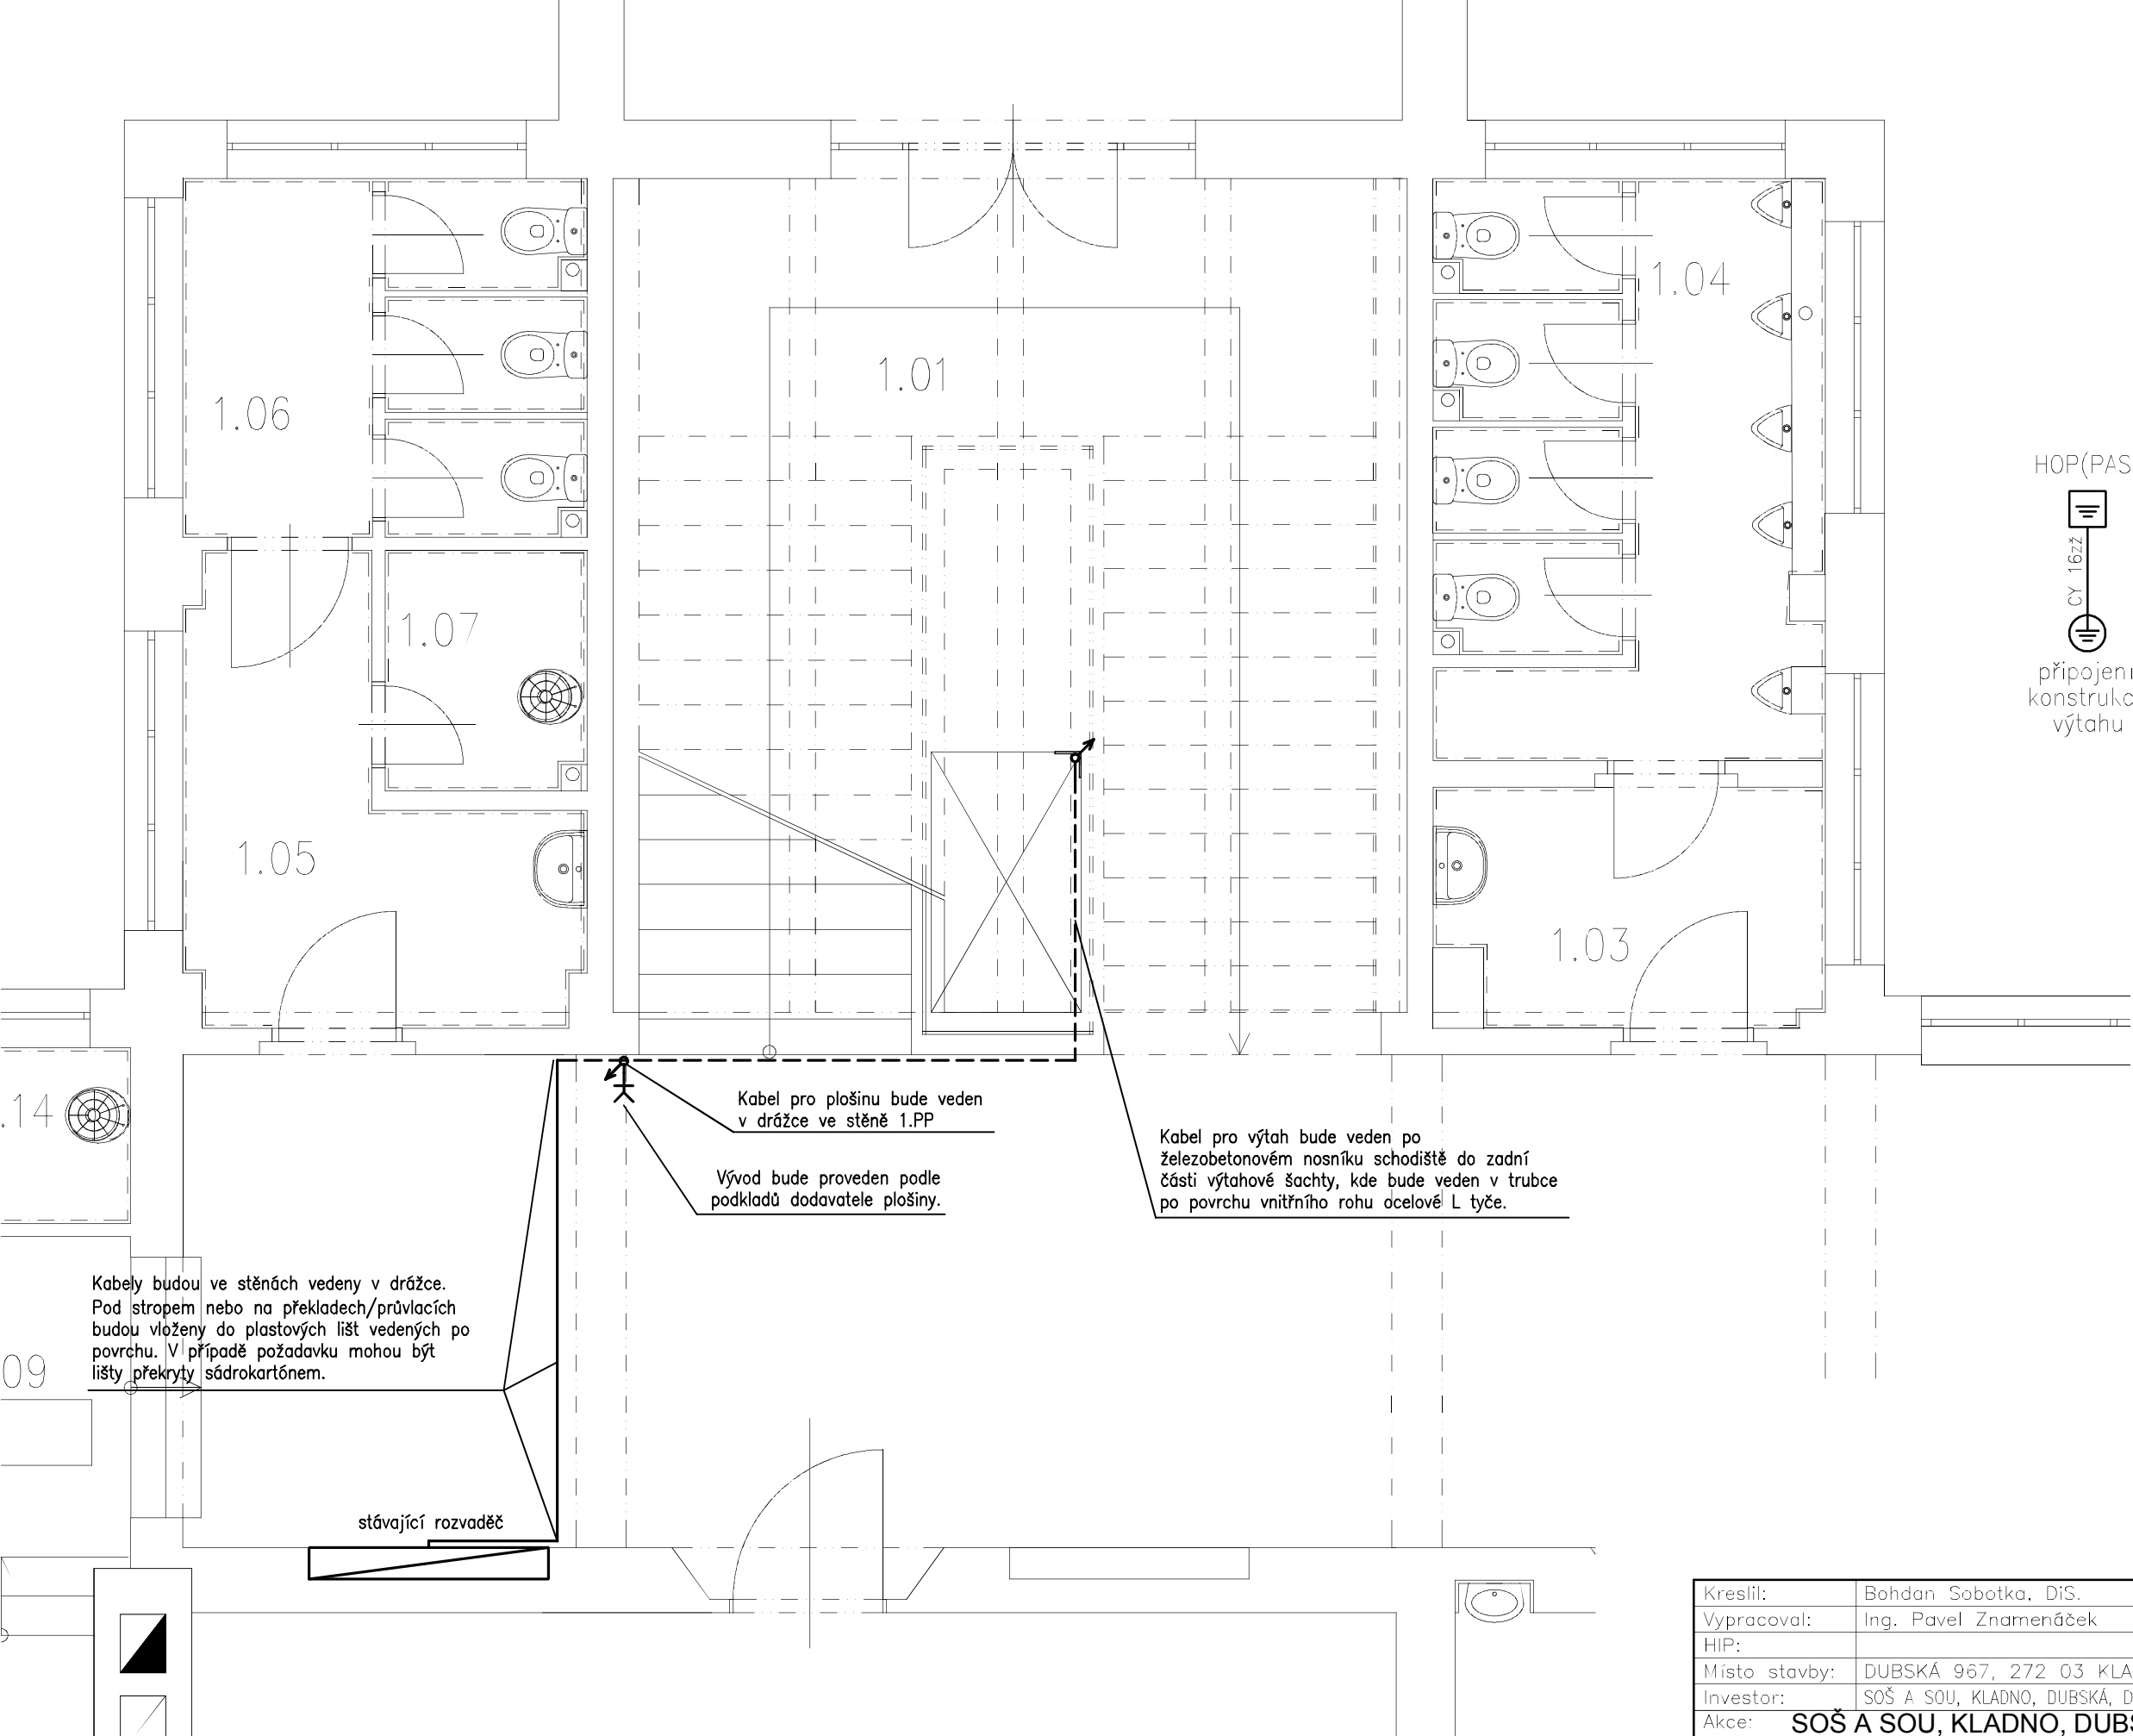 1.04
1.01
1.06
HOP(PAS
CY 16zž
1.07
připojení
konstrukc
výtahu
1.05
1.03
.14
Kabel pro plošinu bude veden
v drážce ve stěně 1.PP
Vývod bude proveden podle
podkladů dodavatele plošiny.
Kabel pro výtah bude veden po
železobetonovém nosníku schodiště do zadní
části výtahové šachty, kde bude veden v trubce
po povrchu vnitřního rohu ocelové L tyče.
Kabely budou ve stěnách vedeny v drážce.
Pod stropem nebo na překladech/průvlacích
budou vloženy do plastových lišt vedených po
povrchu. V případě požadavku mohou být
lišty překryty sádrokartónem.
09
stávající rozvaděč
Kreslil: Bohdan Sobotka, DiS.
Vypracoval: Ing. Pavel Znamenáček
HIP:
Místo stavby: DUBSKÁ 967, 272 03 KLA
Investor: SOŠ A SOU, KLADNO, DUBSKÁ, D
Akce: SOŠ A SOU, KLADNO, DUBS